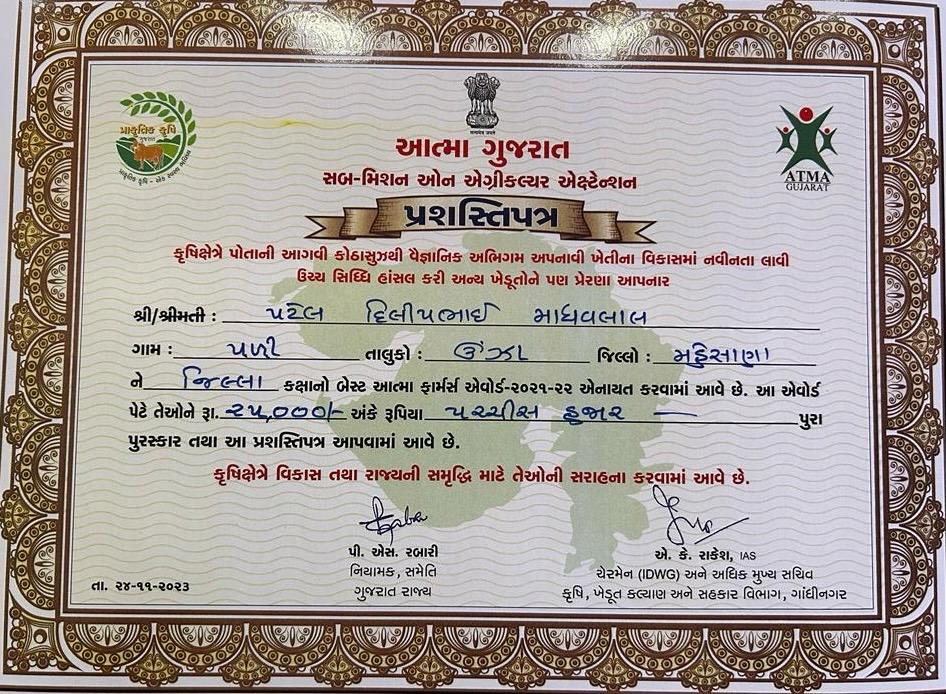 પ્રાકૃતિક કૃષિ
ગુજરાત
પ્રાકૃતિક કૃષિ -
सत्यमेव जयते
આત્મા ગુજરાત
સબ-મિશન ઓન એગ્રીકલ્ચર એક્ષ્ટેન્શન
ATMA
GUJARAT
પ્રશસ્તિપત્ર
કૃષિક્ષેત્રે પોતાની આગવી કોઠાસુઝથી વૈજ્ઞાનિક અભિગમ અપનાવી ખેતીના વિકાસમાં નવીનતા લાવી
ઉચ્ચ સિધ્ધિ હાંસલ કરી અન્ય ખેડૂતોને પણ પ્રેરણા આપનાર
શ્રી/શ્રીમતી : પટેલ દિલીપભાઈ માધવલાલ
ગામ : પળી તાલુકો : ઊંઝા જિલ્લો : મહેસાણા
ને જિલ્લા કક્ષાનો બેસ્ટ આત્મા ફાર્મર્સ એવોર્ડ-૨૦૨૧-૨૨ એનાયત કરવામાં આવે છે. આ એવોર્ડ
પેટે તેઓને રૂા. ૨૫,૦૦૦/- અંકે રૂપિયા પચ્ચીસ હજાર — પુરા
પુરસ્કાર તથા આ પ્રશસ્તિપત્ર આપવામાં આવે છે.
કૃષિક્ષેત્રે વિકાસ તથા રાજ્યની સમૃદ્ધિ માટે તેઓની સરાહના કરવામાં આવે છે.
પી. એસ. રબારી
નિયામક, સમેતિ
ગુજરાત રાજ્ય
એ. કે. રાકેશ, IAS
ચેરમેન (IDWG) અને અધિક મુખ્ય સચિવ
કૃષિ, ખેડૂત કલ્યાણ અને સહકાર વિભાગ, ગાંધીનગર
તા. ૨૪-૧૧-૨૦૨૩